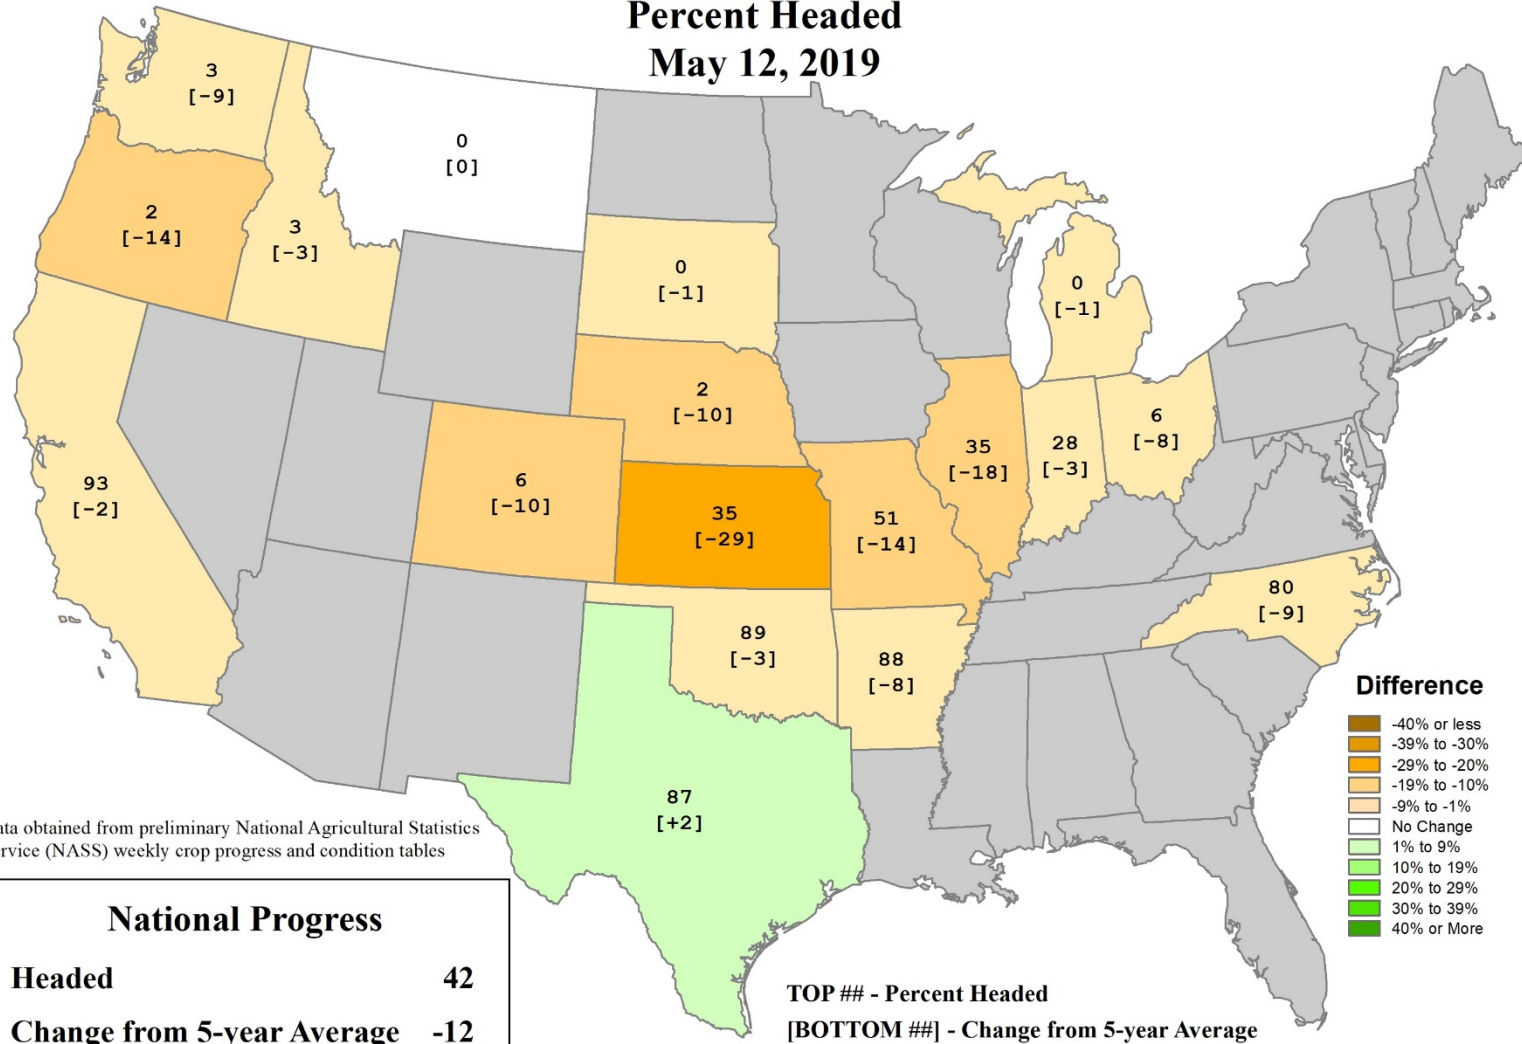 Percent Headed
May 12, 2019
3
[-9]
0
[0]
2
[-14]
3
[-3]
0
[-1]
0
[-1]
2
[-10]
6
[-8]
35
[-18]
28
[-3]
93
[-2]
6
[-10]
35
[-29]
51
[-14]
80
[-9]
89
[-3]
88
[-8]
87
[+2]
Difference
-40% or less
-39% to -30%
-29% to -20%
-19% to -10%
-9% to -1%
No Change
1% to 9%
10% to 19%
20% to 29%
30% to 39%
40% or More
ata obtained from preliminary National Agricultural Statistics
rvice (NASS) weekly crop progress and condition tables
National Progress
Headed 42
Change from 5-year Average -12
TOP ## - Percent Headed
[BOTTOM ##] - Change from 5-year Average